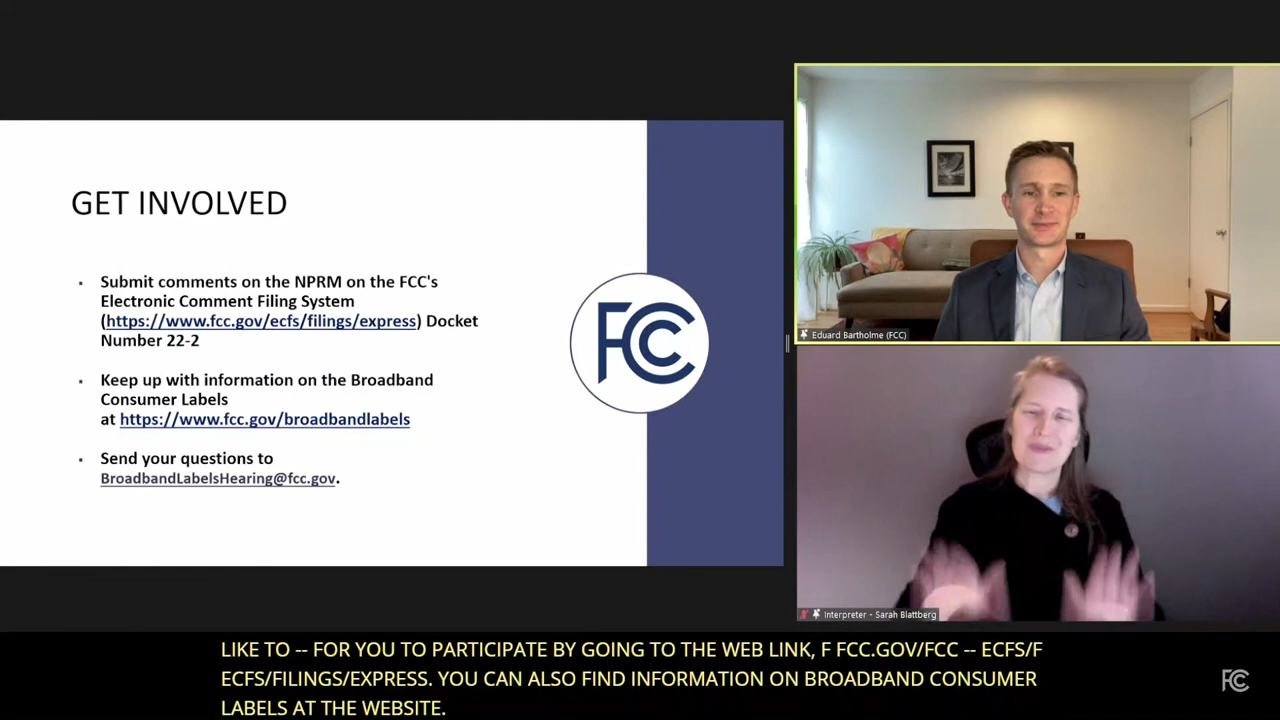 GET INVOLVED
▪ Submit comments on the NPRM on the FCC's
Electronic Comment Filing System
(https://www.fcc.gov/ecfs/filings/express) Docket
Number 22-2
▪ Keep up with information on the Broadband
Consumer Labels
at https://www.fcc.gov/broadbandlabels
▪ Send your questions to
BroadbandLabelsHearing@fcc.gov.
FCC
Eduard Bartholme (FCC)
Interpreter - Sarah Blattberg
LIKE TO -- FOR YOU TO PARTICIPATE BY GOING TO THE WEB LINK, F FCC.GOV/FCC -- ECFS/F
ECFS/FILINGS/EXPRESS. YOU CAN ALSO FIND INFORMATION ON BROADBAND CONSUMER
LABELS AT THE WEBSITE.
FCC